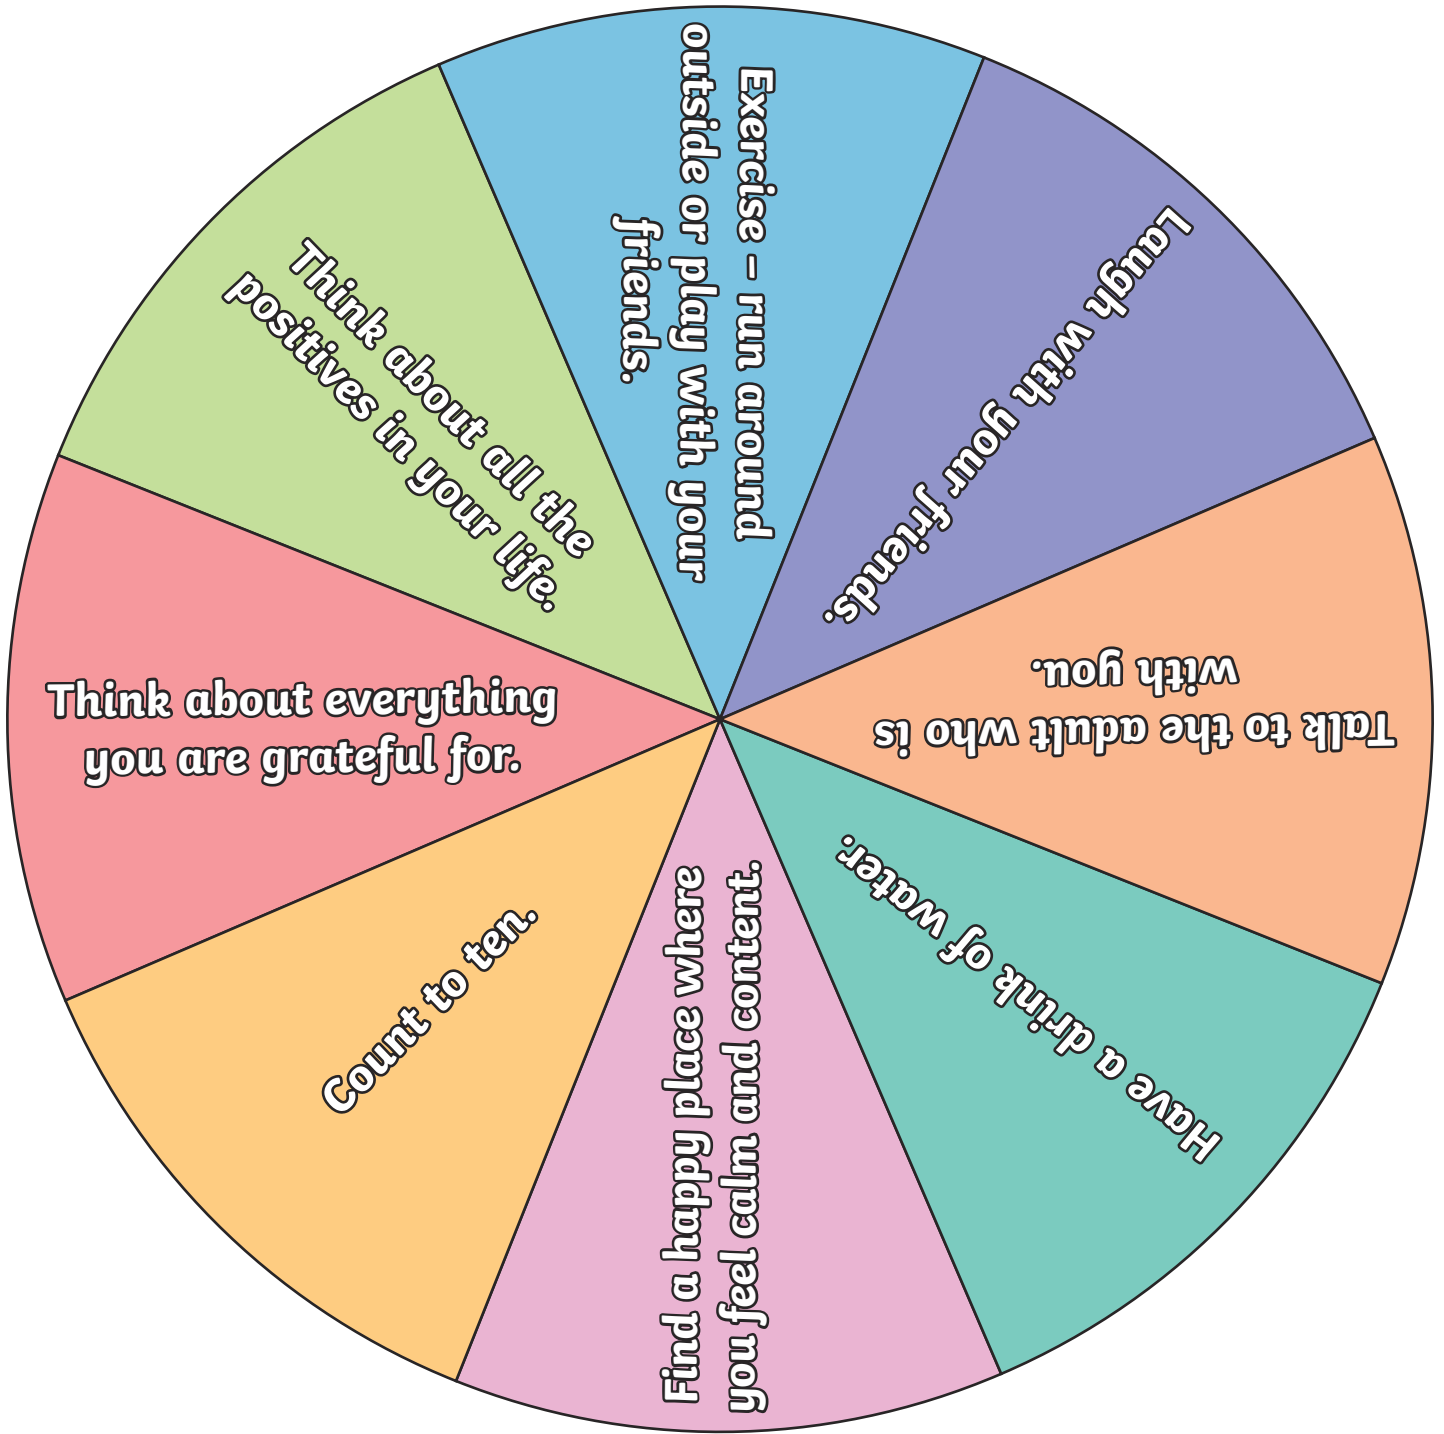 Exercise – run around
outside or play with your
friends.
Laugh with your friends.
Talk to the adult who is
with you.
Have a drink of water.
Find a happy place where
you feel calm and content.
Count to ten.
Think about everything
you are grateful for.
Think about all the
positives in your life.